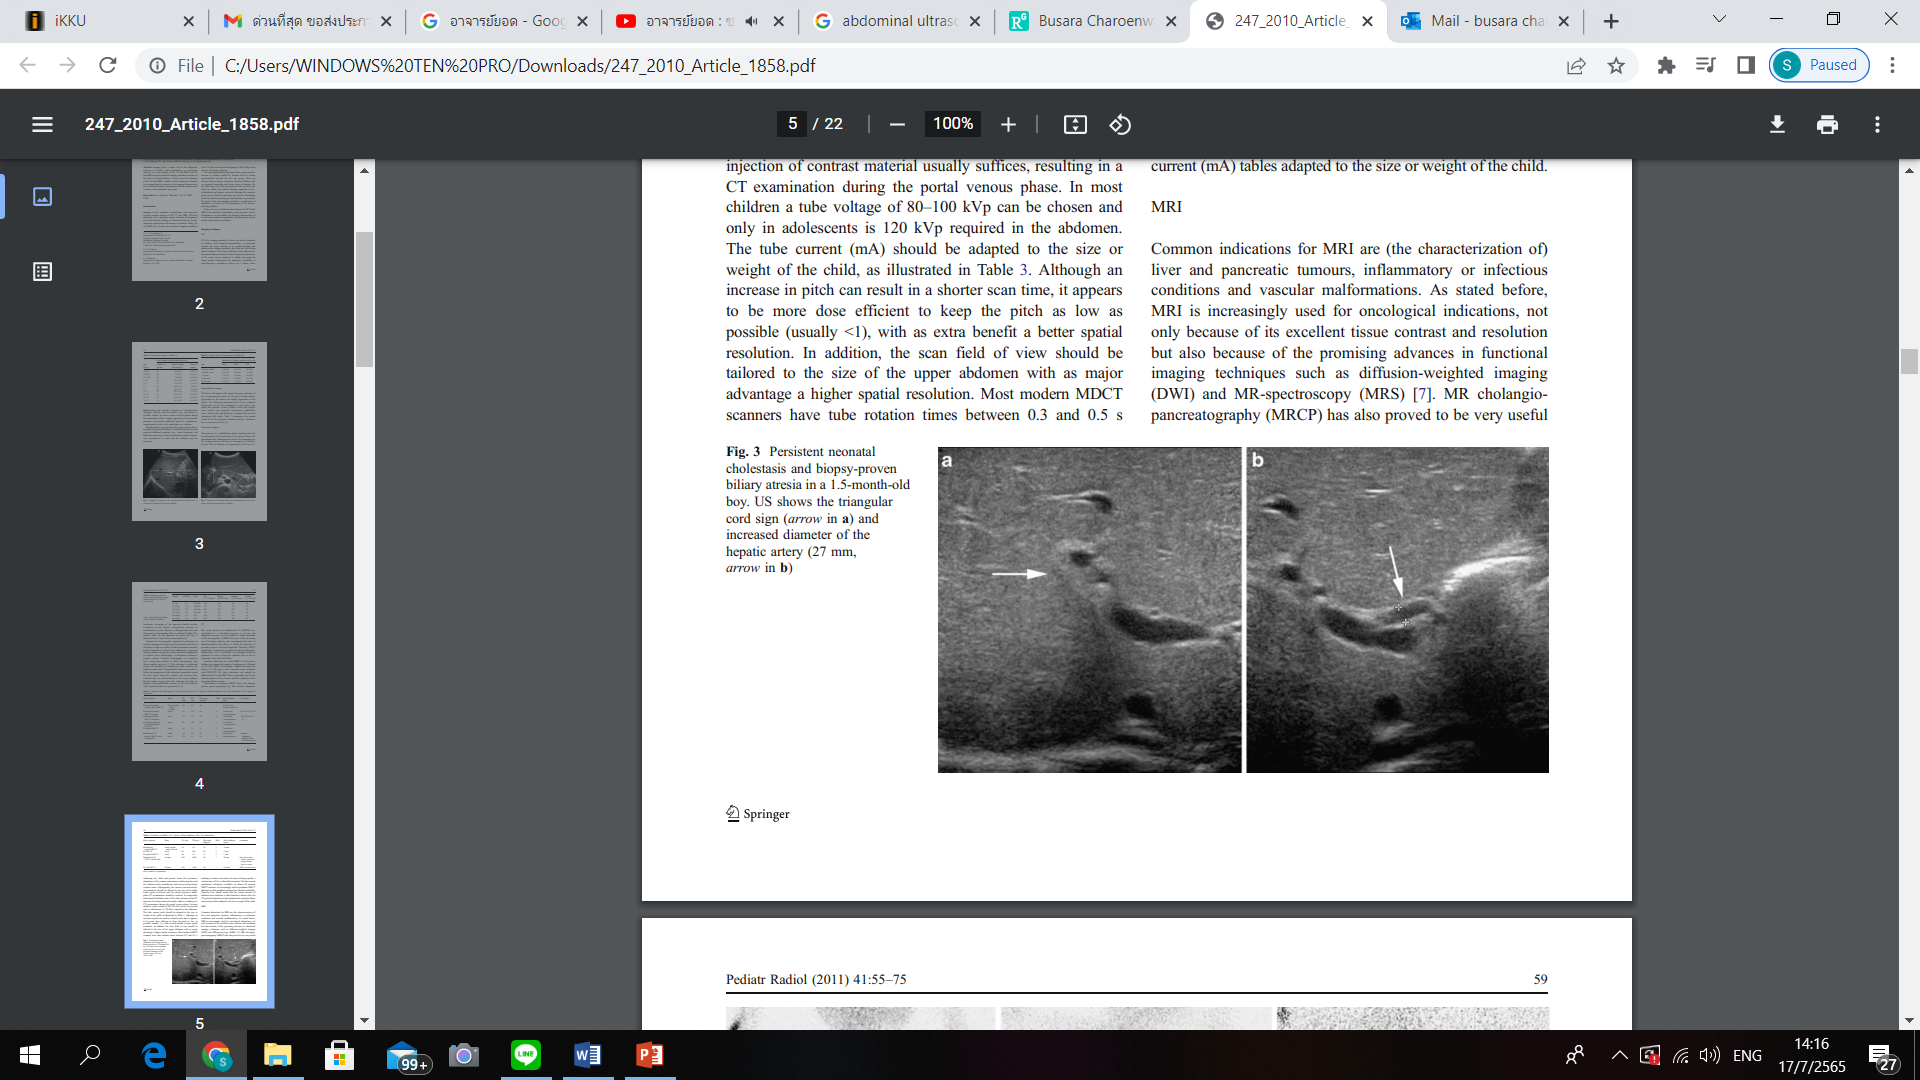 iKKU
ด่วนที่สุด ขอส่งประกา
อาจารย์ยอด - Goog
อาจารย์ยอด : ช
abdominal ultraso
Busara Charoenw
247_2010_Article_
Mail - busara cha
File
C:/Users/WINDOWS%20TEN%20PRO/Downloads/247_2010_Article_1858.pdf
S Paused
247_2010_Article_1858.pdf
5 / 22
100%
2
3
4
5
injection of contrast material usually suffices, resulting in a
CT examination during the portal venous phase. In most
children a tube voltage of 80–100 kVp can be chosen and
only in adolescents is 120 kVp required in the abdomen.
The tube current (mA) should be adapted to the size or
weight of the child, as illustrated in Table 3. Although an
increase in pitch can result in a shorter scan time, it appears
to be more dose efficient to keep the pitch as low as
possible (usually <1), with as extra benefit a better spatial
resolution. In addition, the scan field of view should be
tailored to the size of the upper abdomen with as major
advantage a higher spatial resolution. Most modern MDCT
scanners have tube rotation times between 0.3 and 0.5 s
current (mA) tables adapted to the size or weight of the child.
MRI
Common indications for MRI are (the characterization of)
liver and pancreatic tumours, inflammatory or infectious
conditions and vascular malformations. As stated before,
MRI is increasingly used for oncological indications, not
only because of its excellent tissue contrast and resolution
but also because of the promising advances in functional
imaging techniques such as diffusion-weighted imaging
(DWI) and MR-spectroscopy (MRS) [7]. MR cholangio-
pancreatography (MRCP) has also proved to be very useful
Fig. 3 Persistent neonatal
cholestasis and biopsy-proven
biliary atresia in a 1.5-month-old
boy. US shows the triangular
cord sign (arrow in a) and
increased diameter of the
hepatic artery (27 mm,
arrow in b)
a
b
Springer
Pediatr Radiol (2011) 41:55–75
59
S
99+
LINE
W
P
ENG
14:16
17/7/2565
27